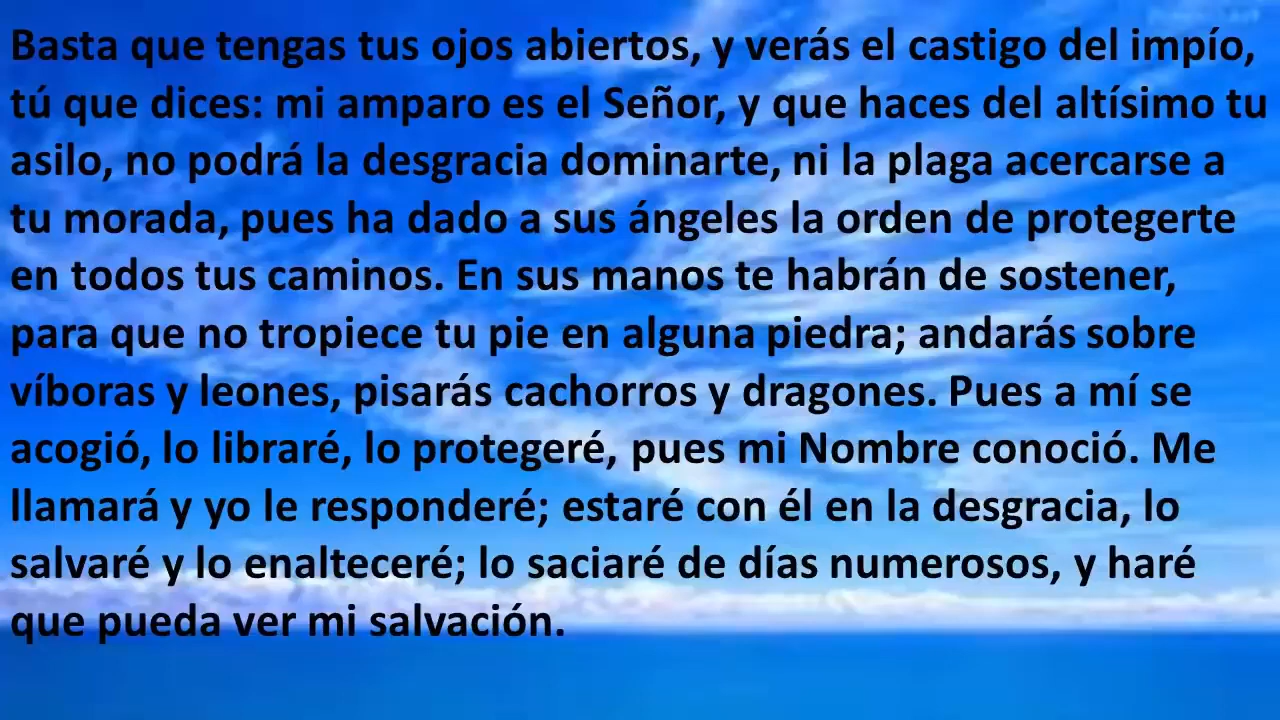 Basta que tengas tus ojos abiertos, y verás el castigo del impío,
tú que dices: mi amparo es el Señor, y que haces del altísimo tu
asilo, no podrá la desgracia dominarte, ni la plaga acercarse a
tu morada, pues ha dado a sus ángeles la orden de protegerte
en todos tus caminos. En sus manos te habrán de sostener,
para que no tropiece tu pie en alguna piedra; andarás sobre
víboras y leones, pisarás cachorros y dragones. Pues a mí se
acogió, lo libraré, lo protegeré, pues mi Nombre conoció. Me
llamará y yo le responderé; estaré con él en la desgracia, lo
salvaré y lo enalteceré; lo saciaré de días numerosos, y haré
que pueda ver mi salvación.